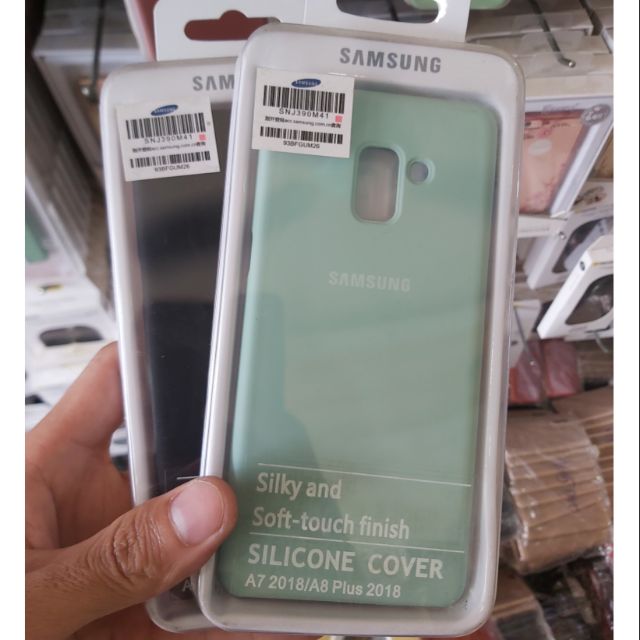 SAMSUNG
SAMSUNG
SNJ390M41
93BFGUM26
SAMS
SAMSUNG
SNJ390M41
93BFGUM26
SAMSUNG
Silky and
Soft-touch finish
SILICONE COVER
A7 2018/A8 Plus 2018